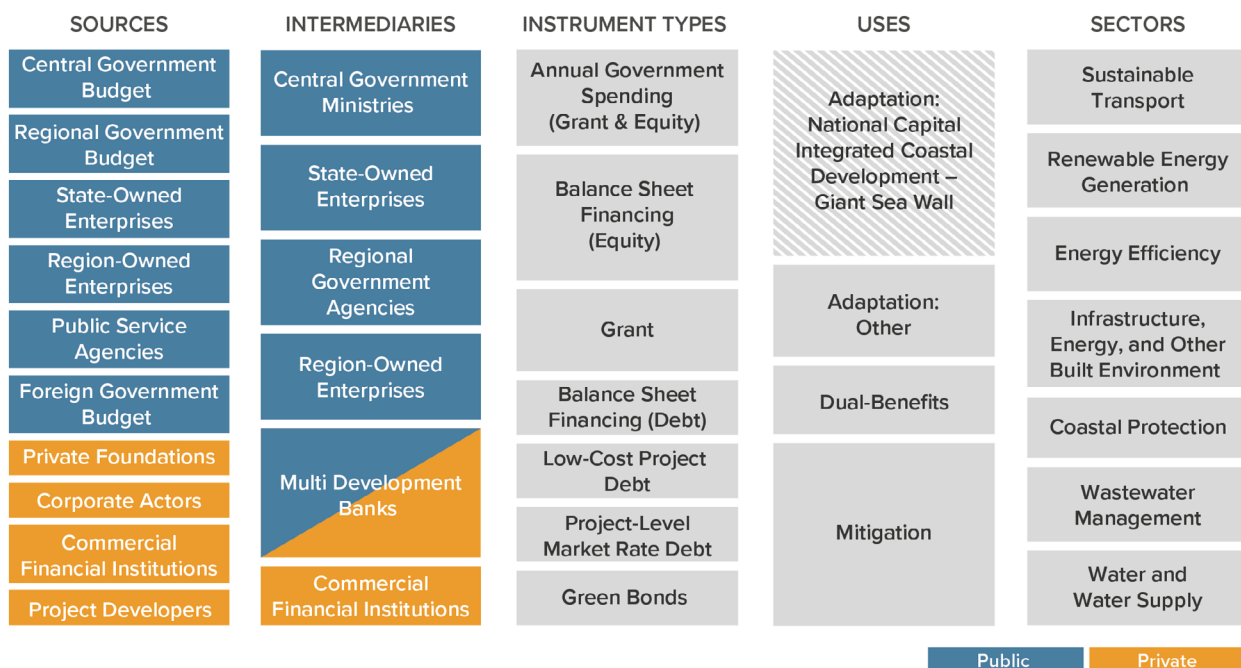 SOURCES
Central Government
Budget
Regional Government
Budget
State-Owned
Enterprises
Region-Owned
Enterprises
Public Service
Agencies
Foreign Government
Budget
Private Foundations
Corporate Actors
Commercial
Financial Institutions
Project Developers
INTERMEDIARIES
Central Government
Ministries
State-Owned
Enterprises
Regional
Government
Agencies
Region-Owned
Enterprises
Multi Development
Banks
Commercial
Financial Institutions
INSTRUMENT TYPES
Annual Government
Spending
(Grant & Equity)
Balance Sheet
Financing
(Equity)
Grant
Balance Sheet
Financing (Debt)
Low-Cost Project
Debt
Project-Level
Market Rate Debt
Green Bonds
USES
Adaptation:
National Capital
Integrated Coastal
Development –
Giant Sea Wall
Adaptation:
Other
Dual-Benefits
Mitigation
SECTORS
Sustainable
Transport
Renewable Energy
Generation
Energy Efficiency
Infrastructure,
Energy, and Other
Built Environment
Coastal Protection
Wastewater
Management
Water and
Water Supply
Public
Private